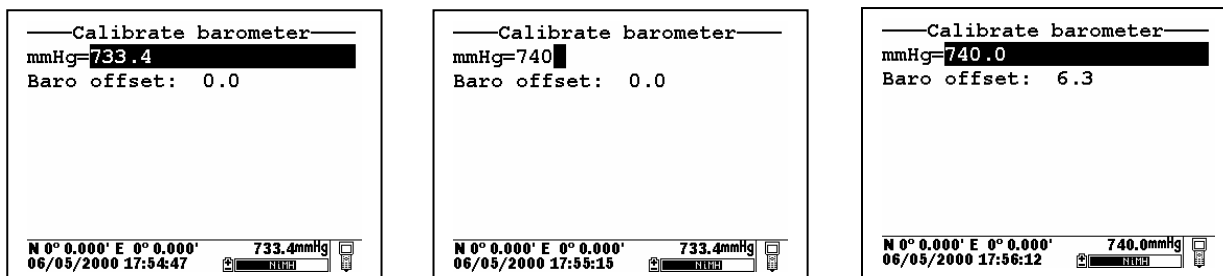 Calibrate barometer
mmHg=733.4
Baro offset: 0.0
N 0° 0.000' E 0° 0.000' 733.4mmHg
06/05/2000 17:54:47 NiMH
Calibrate barometer
mmHg=740
Baro offset: 0.0
N 0° 0.000' E 0° 0.000' 733.4mmHg
06/05/2000 17:55:15 NiMH
Calibrate barometer
mmHg=740.0
Baro offset: 6.3
N 0° 0.000' E 0° 0.000' 740.0mmHg
06/05/2000 17:56:12 NiMH